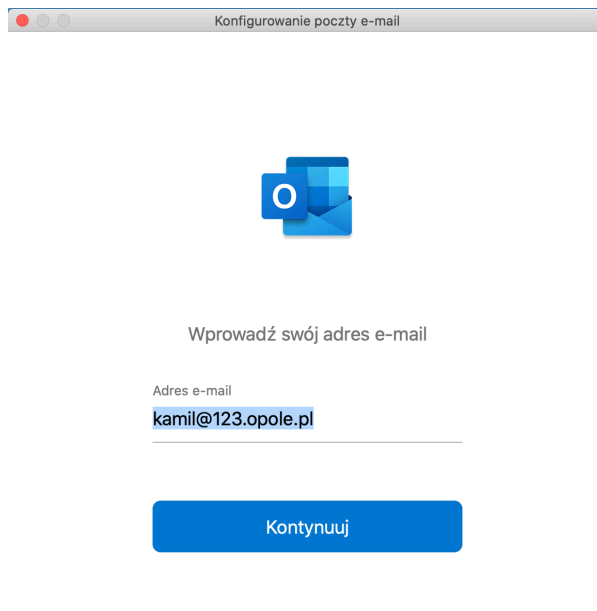 Konfigurowanie poczty e-mail
O
Wprowadź swój adres e-mail
Adres e-mail
kamil@123.opole.pl
Kontynuuj